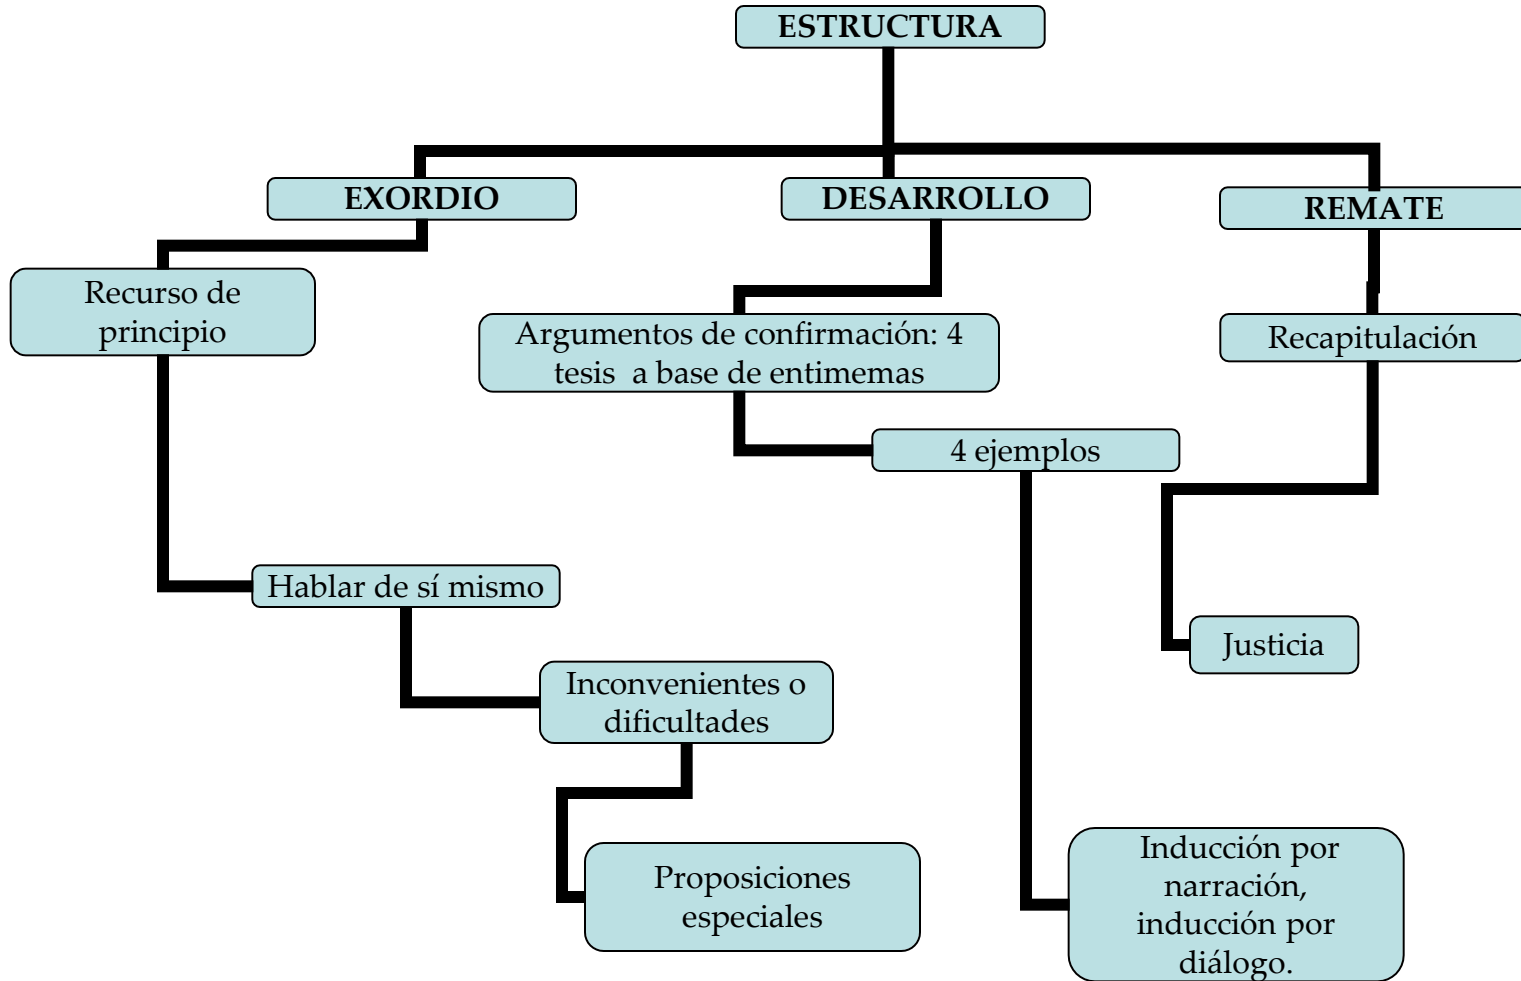 ESTRUCTURA
EXORDIO
DESARROLLO
REMATE
Recurso de
principio
Argumentos de confirmación: 4
tesis a base de entimemas
Recapitulación
4 ejemplos
Hablar de sí mismo
Justicia
Inconvenientes o
dificultades
Proposiciones
especiales
Inducción por
narración,
inducción por
diálogo.